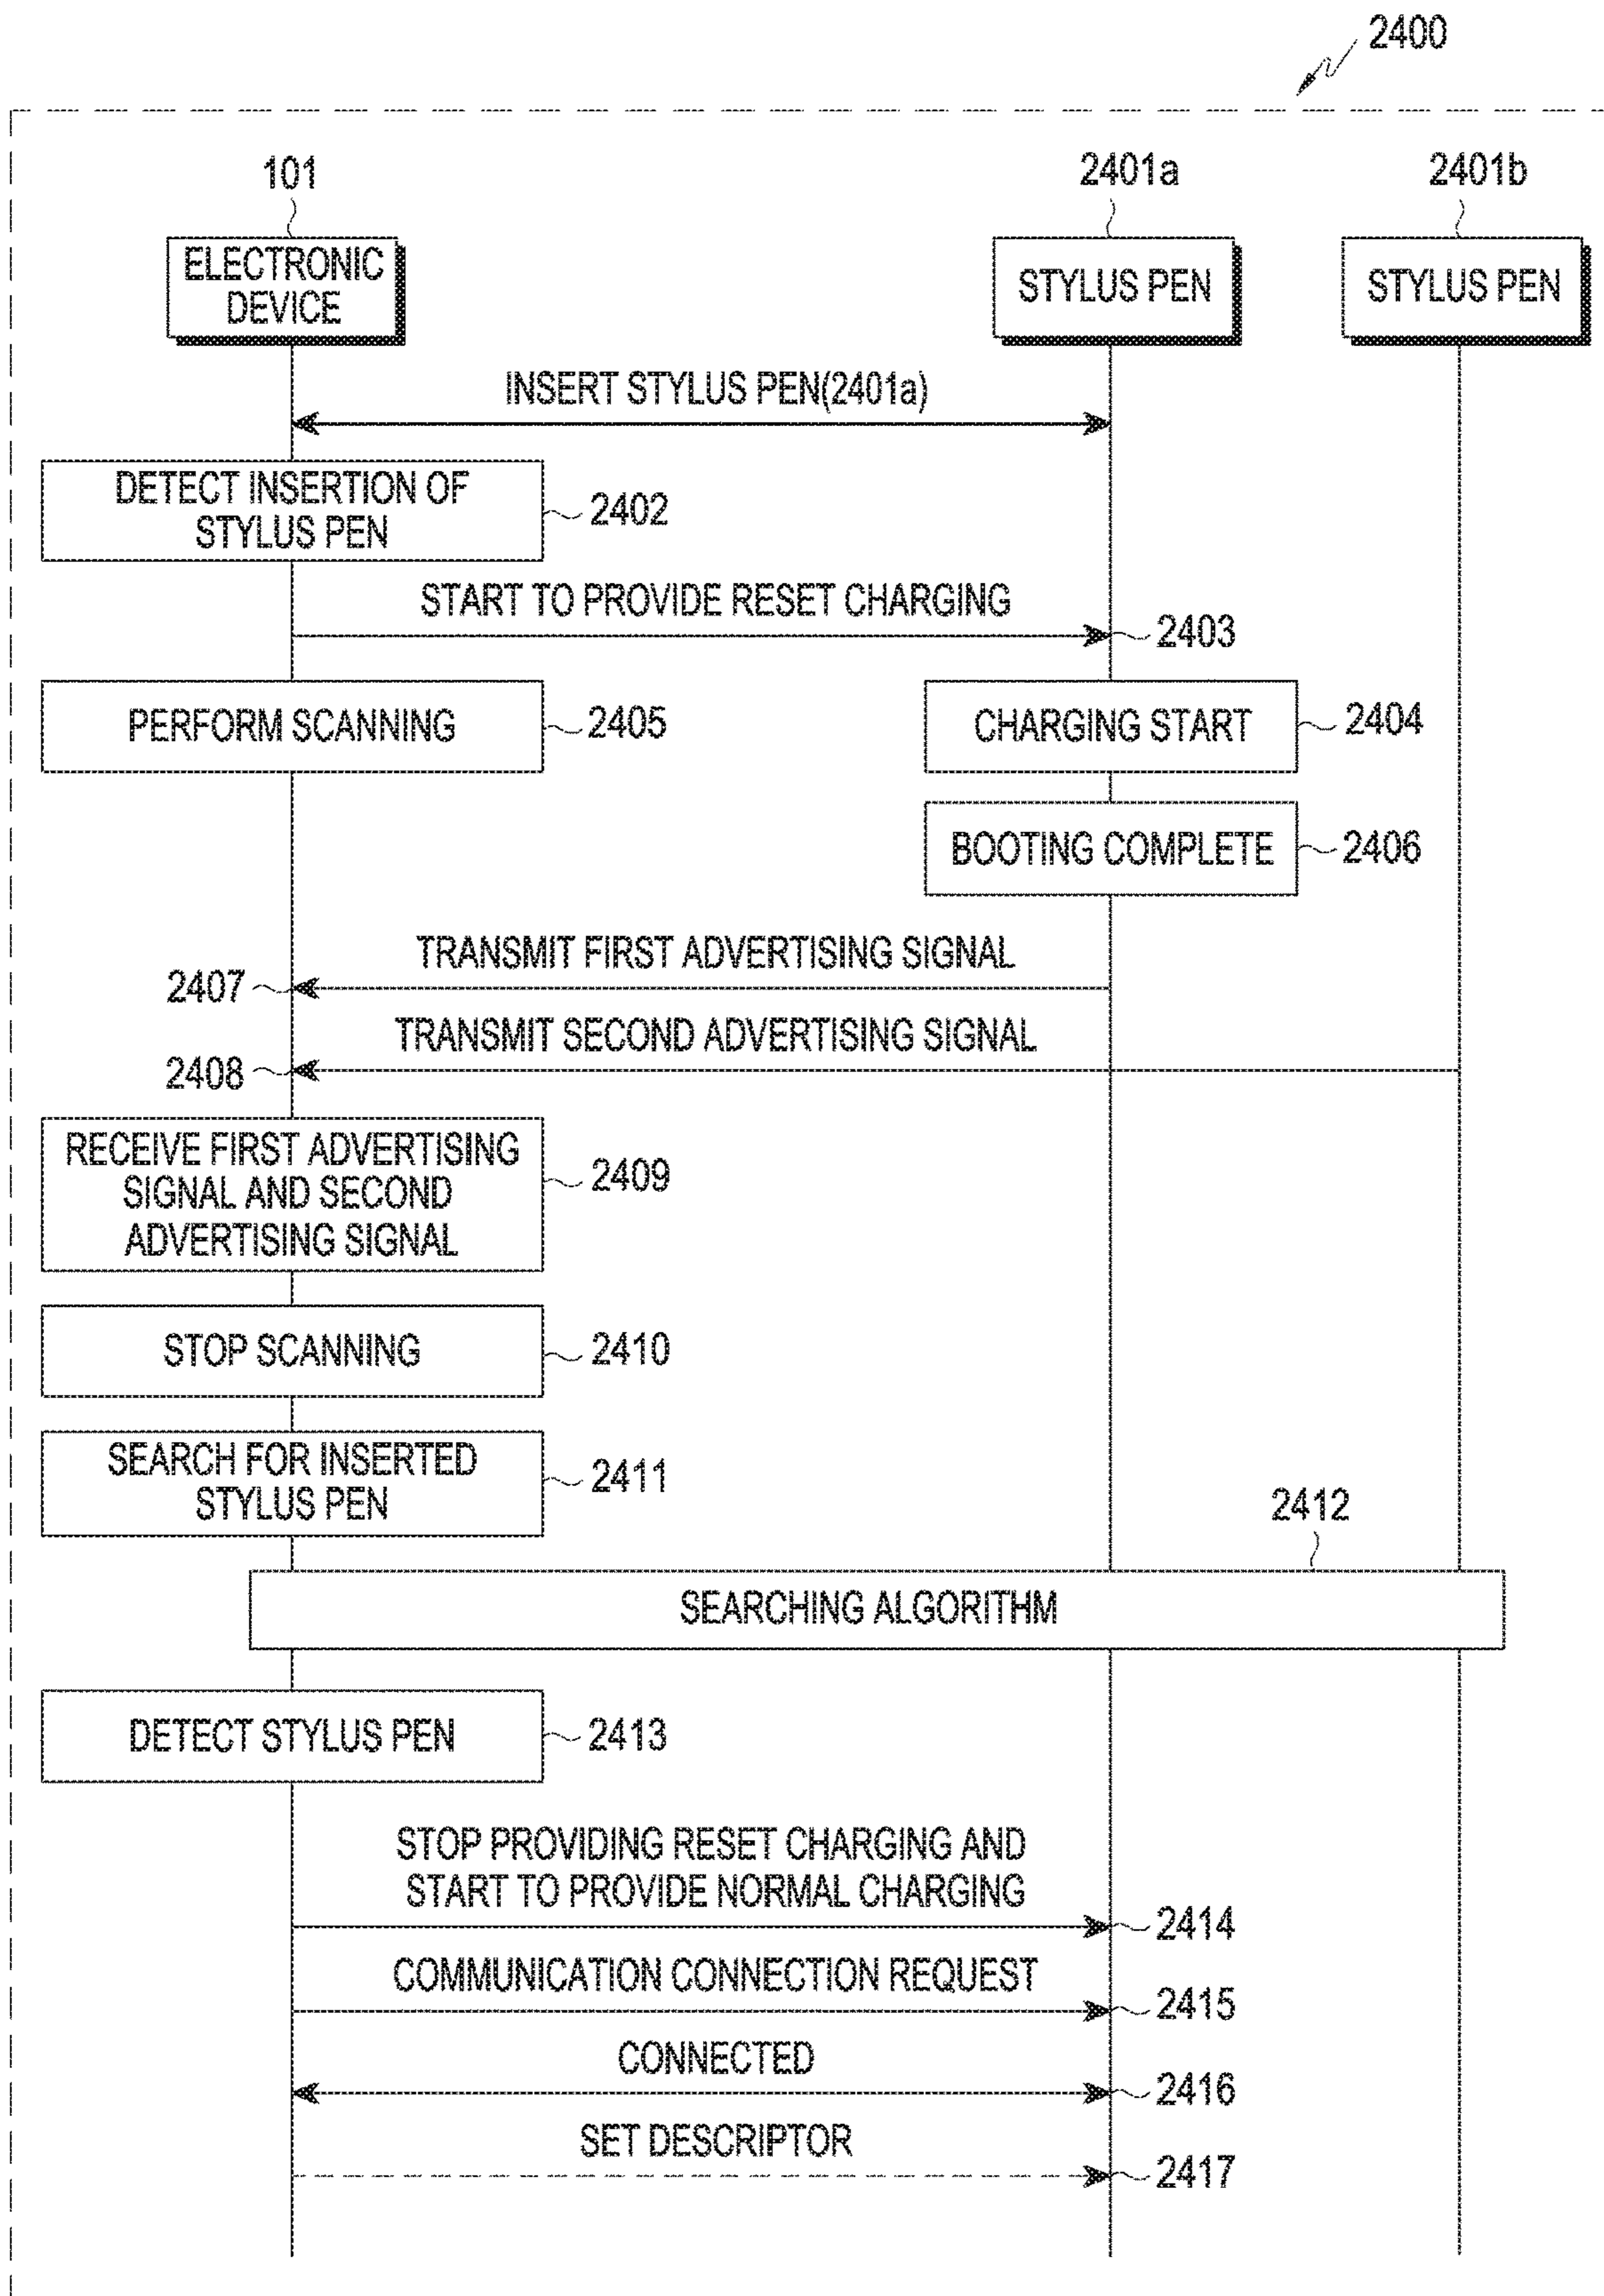 2400
101
2401a
2401b
ELECTRONIC
DEVICE
STYLUS PEN
STYLUS PEN
INSERT STYLUS PEN(2401a)
DETECT INSERTION OF
STYLUS PEN
2402
START TO PROVIDE RESET CHARGING
2403
PERFORM SCANNING
2405
CHARGING START
2404
BOOTING COMPLETE
2406
TRANSMIT FIRST ADVERTISING SIGNAL
2407
TRANSMIT SECOND ADVERTISING SIGNAL
2408
RECEIVE FIRST ADVERTISING
SIGNAL AND SECOND
ADVERTISING SIGNAL
2409
STOP SCANNING
2410
SEARCH FOR INSERTED
STYLUS PEN
2411
2412
SEARCHING ALGORITHM
DETECT STYLUS PEN
2413
STOP PROVIDING RESET CHARGING AND
START TO PROVIDE NORMAL CHARGING
2414
COMMUNICATION CONNECTION REQUEST
2415
CONNECTED
2416
SET DESCRIPTOR
2417